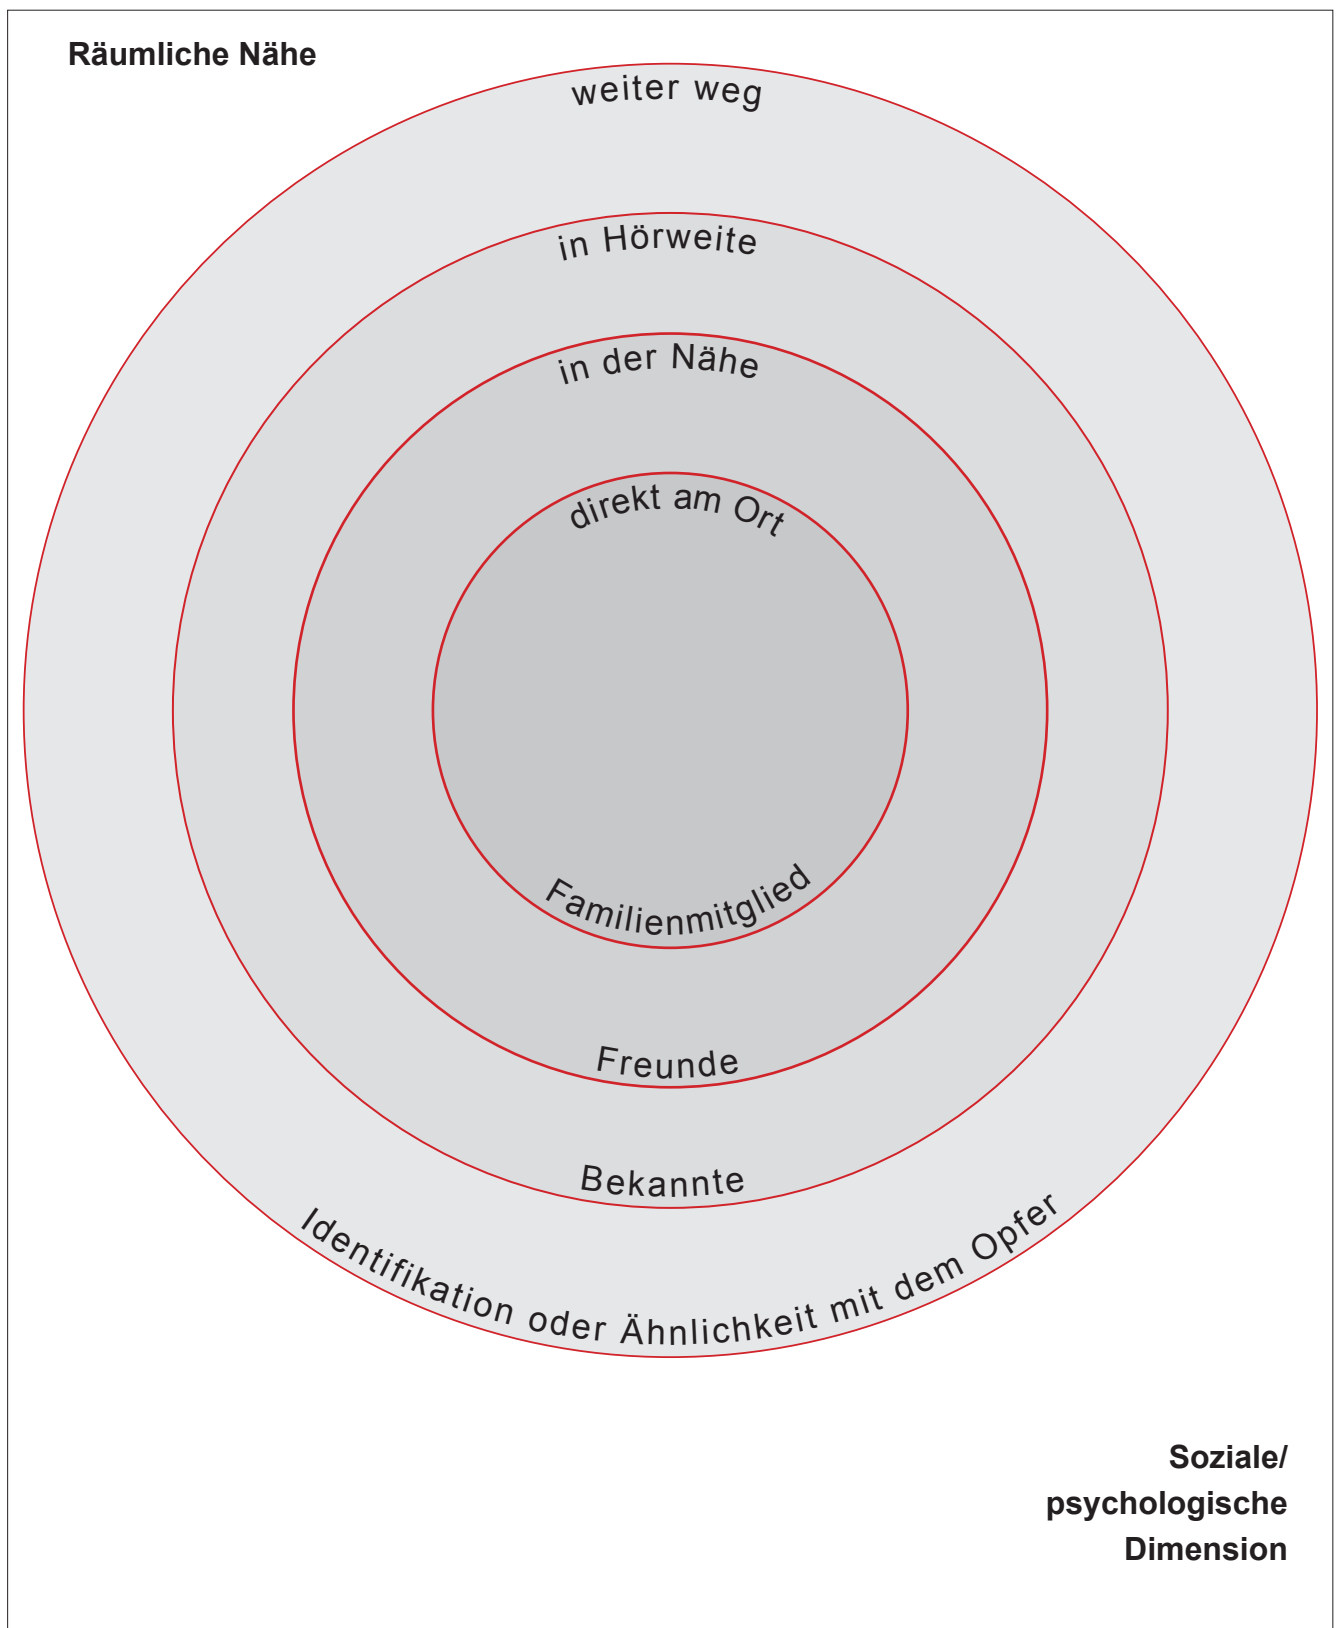 Räumliche Nähe
weiter weg
in Hörweite
in der Nähe
direkt am Ort
Familienmitglied
Freunde
Bekannte
Identifikation oder Ähnlichkeit mit dem Opfer
Soziale/
psychologische
Dimension